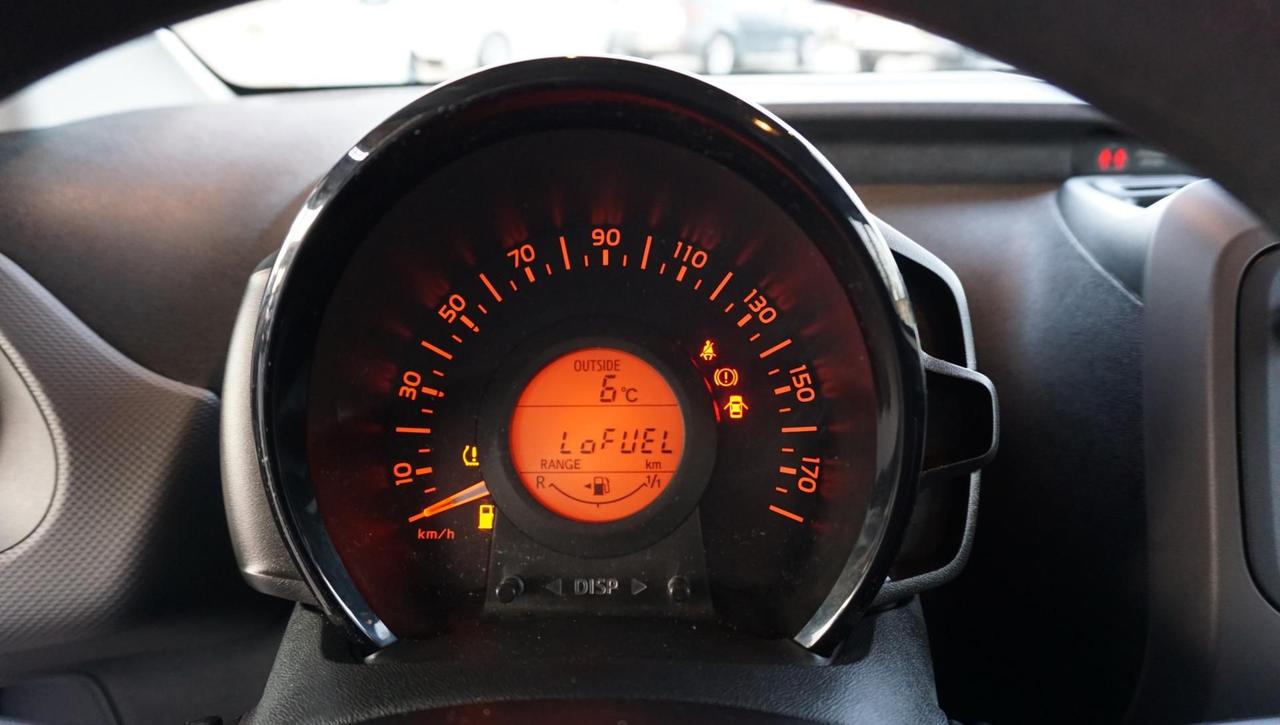 10
30
50
70
90
110
130
150
170
km/h
OUTSIDE
6°C
LoFUEL
RANGE km
R 1/1
DISP